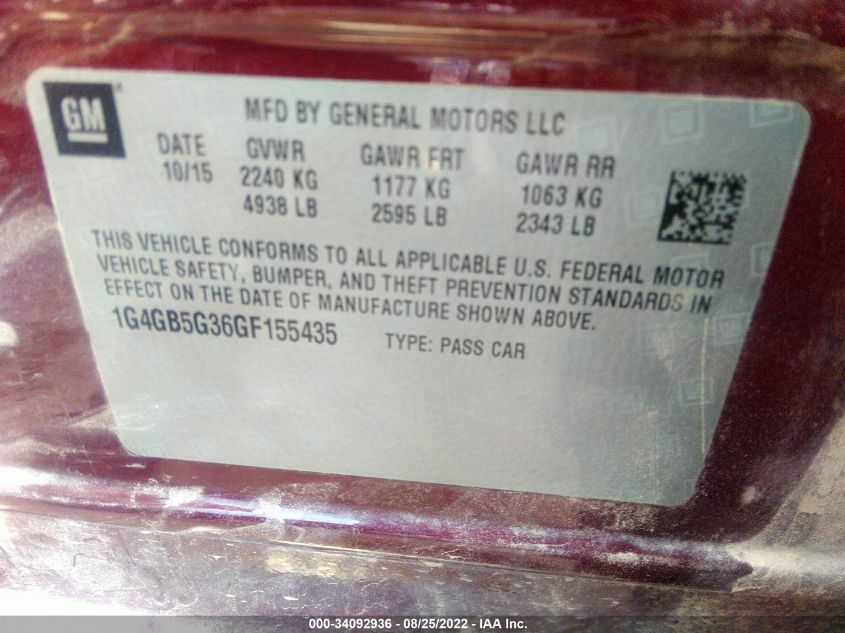 GM
MFD BY GENERAL MOTORS LLC
DATE GVWR GAWR FRT GAWR RR
10/15 2240 KG 1177 KG 1063 KG
4938 LB 2595 LB 2343 LB
THIS VEHICLE CONFORMS TO ALL APPLICABLE U.S. FEDERAL MOTOR
VEHICLE SAFETY, BUMPER, AND THEFT PREVENTION STANDARDS IN
EFFECT ON THE DATE OF MANUFACTURE SHOWN ABOVE.
1G4GB5G36GF155435 TYPE: PASS CAR
000-34092936 - 08/25/2022 - IAA Inc.